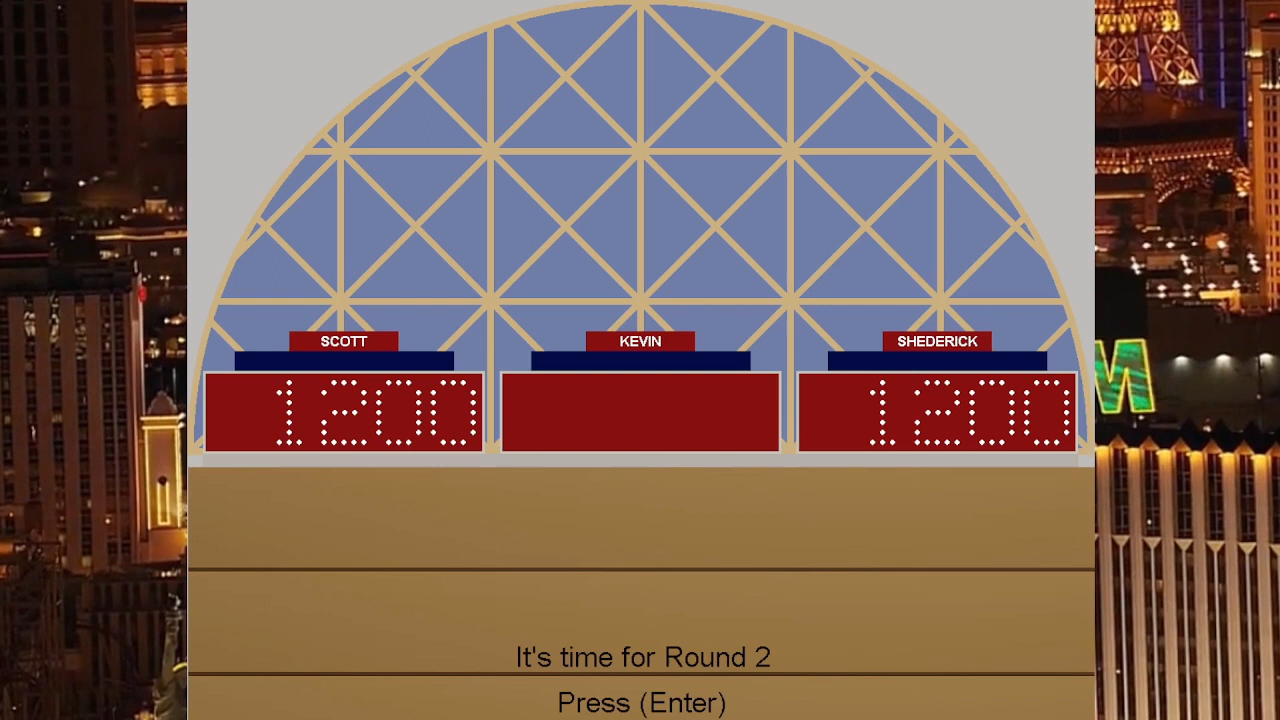 SCOTT KEVIN SHEDERICK
1200 1200
M
It's time for Round 2
Press (Enter)